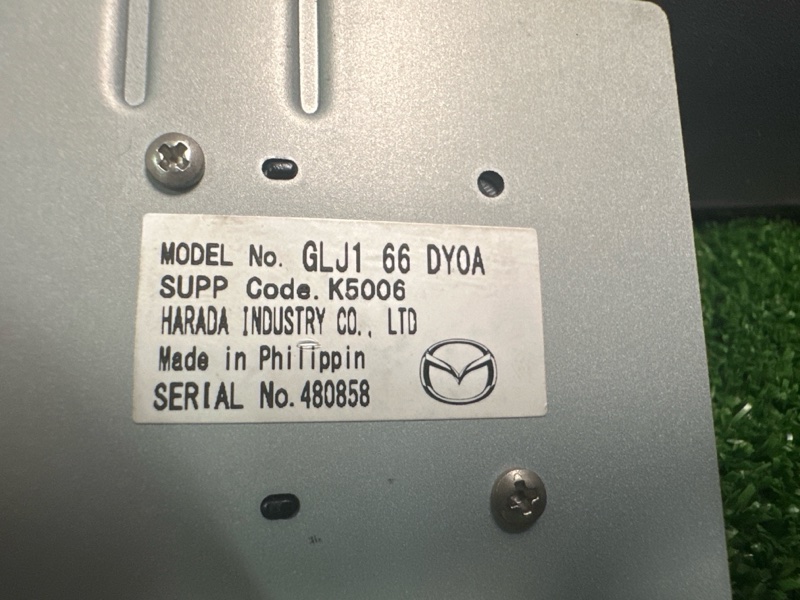 MODEL No. GLJ1 66 DY0A
SUPP Code. K5006
HARADA INDUSTRY CO., LTD
Made in Philippin
SERIAL No. 480858